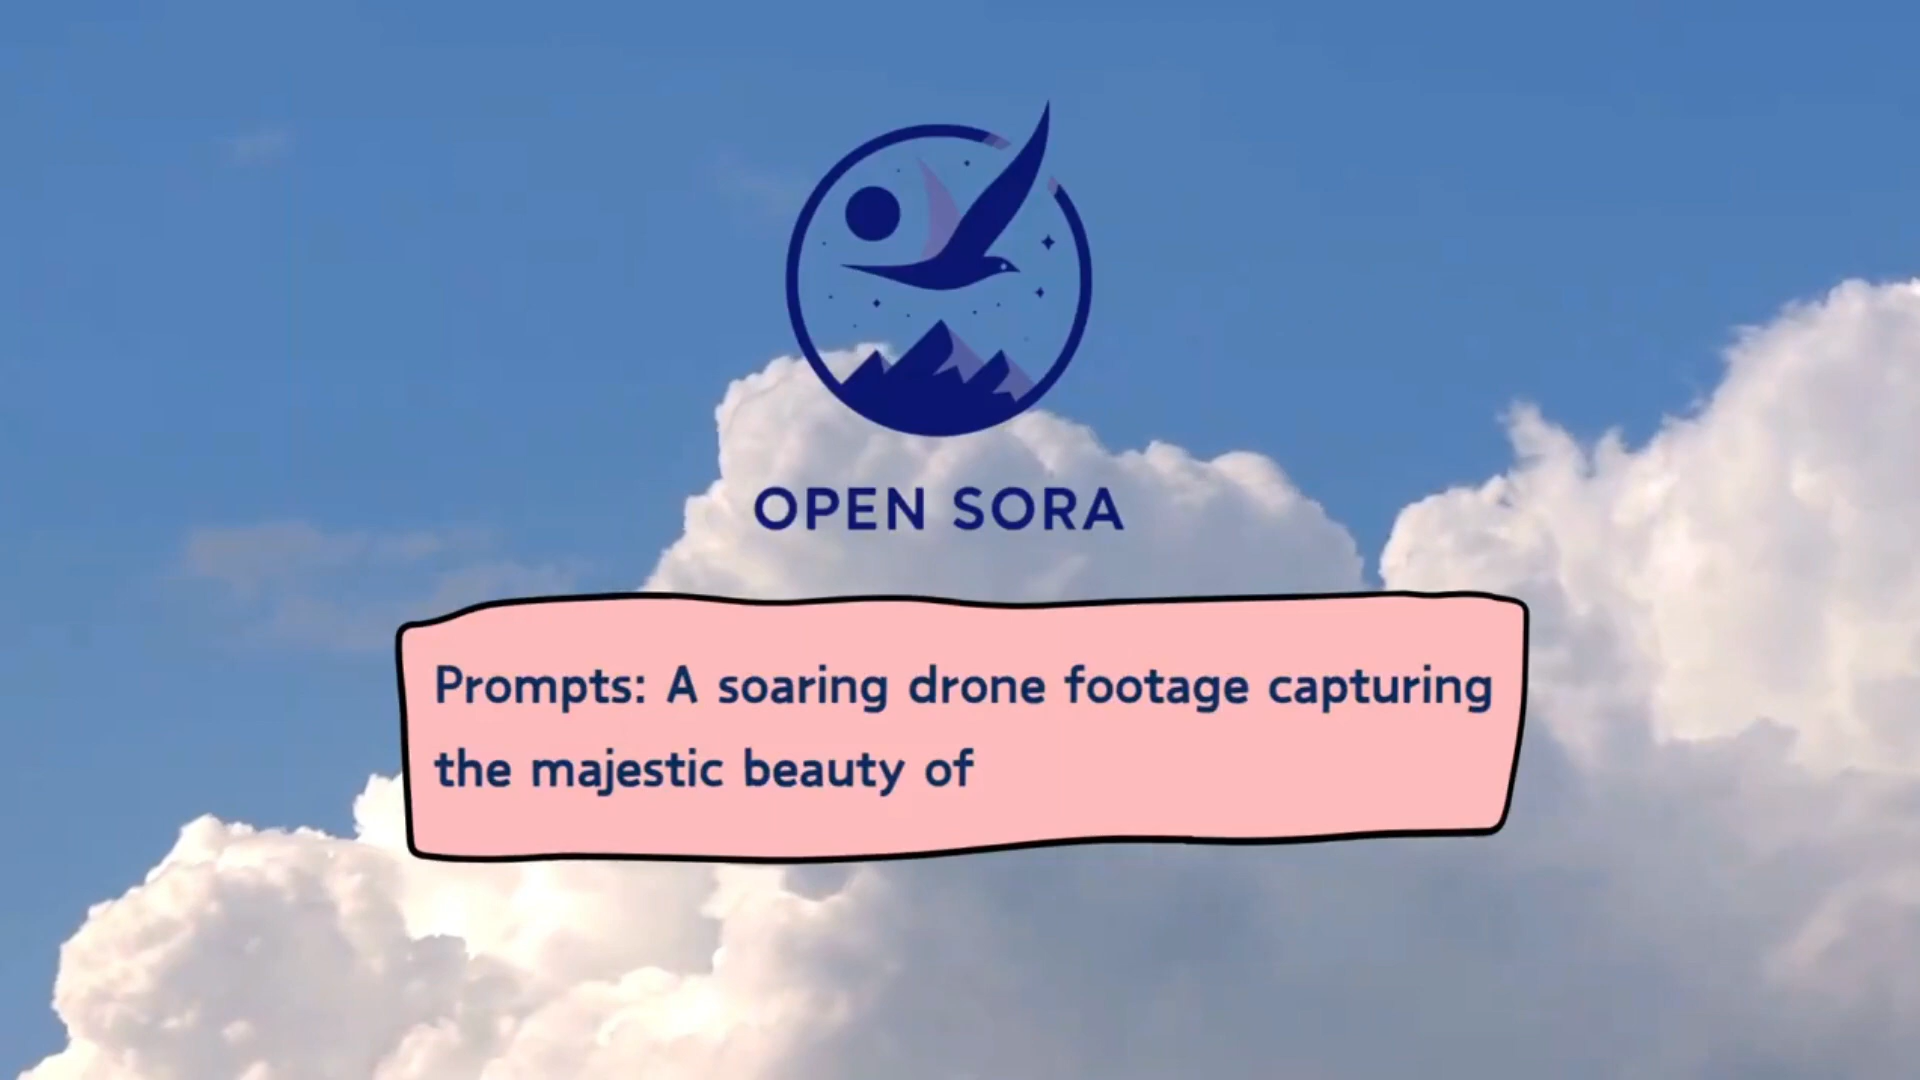 OPEN SORA
Prompts: A soaring drone footage capturing
the majestic beauty of